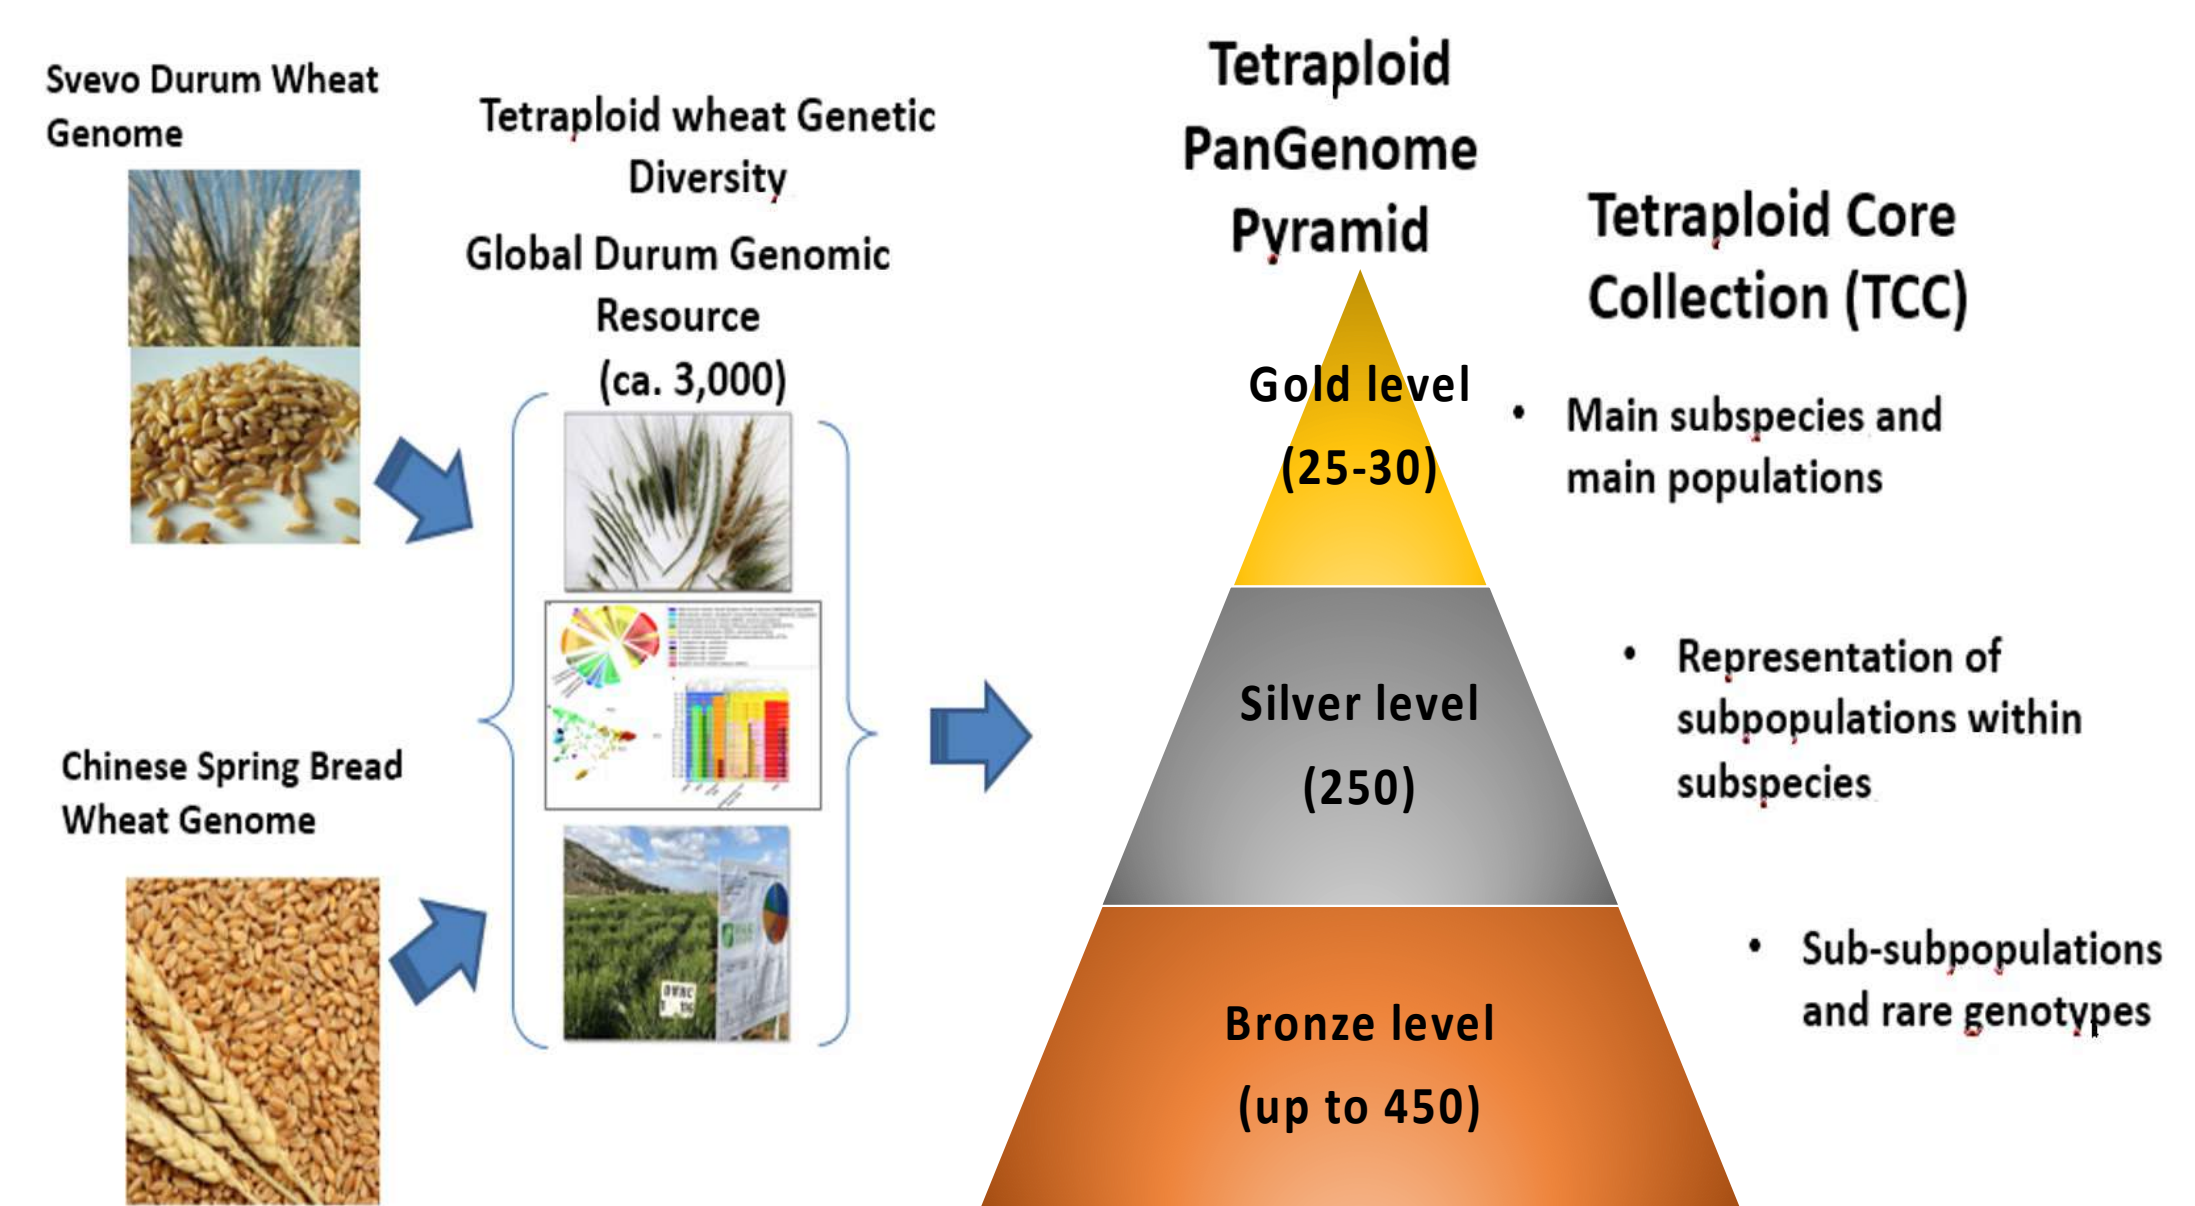 Svevo Durum Wheat
Genome
Tetraploid wheat Genetic
Diversity
Global Durum Genomic
Resource
(ca. 3,000)
Chinese Spring Bread
Wheat Genome
Tetraploid
PanGenome
Pyramid
Gold level
(25-30)
Silver level
(250)
Bronze level
(up to 450)
Tetraploid Core
Collection (TCC)
• Main subspecies and
main populations
• Representation of
subpopulations within
subspecies
• Sub-subpopulations
and rare genotypes